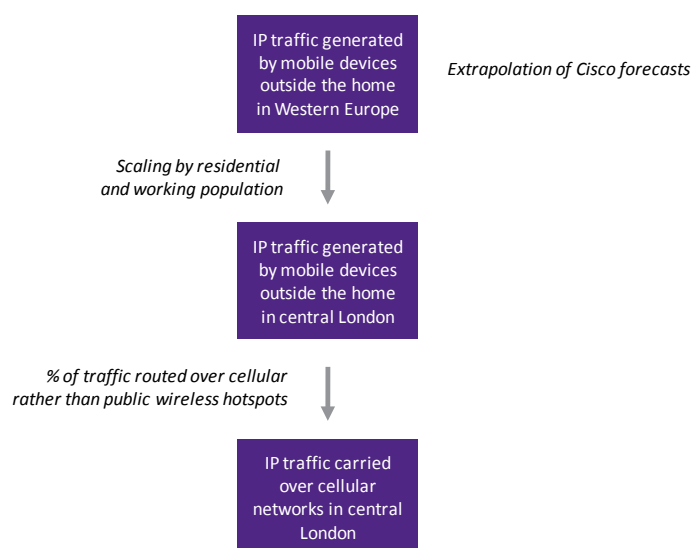 IP traffic generated
by mobile devices
outside the home
in Western Europe
Extrapolation of Cisco forecasts
Scaling by residential
and working population
IP traffic generated
by mobile devices
outside the home
in central London
% of traffic routed over cellular
rather than public wireless hotspots
IP traffic carried
over cellular
networks in central
London